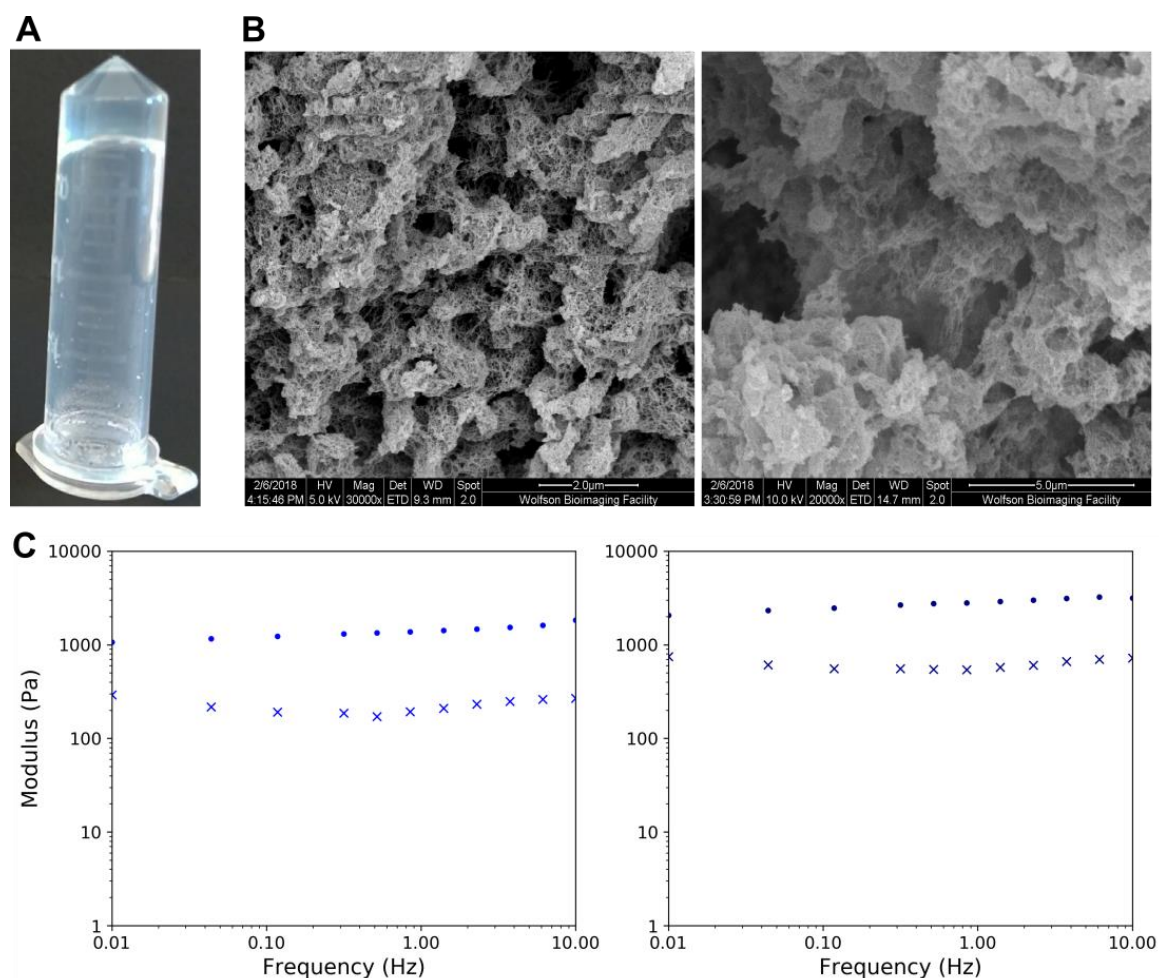 A
B
2/6/2018 HV Mag Det WD Spot 2.0µm
4:15:46 PM 5.0 kV 30000x ETD 9.3 mm 2.0 Wolfson Bioimaging Facility
2/6/2018 HV Mag Det WD Spot 5.0µm
3:30:59 PM 10.0 kV 20000x ETD 14.7 mm 2.0 Wolfson Bioimaging Facility
C
Modulus (Pa)
10000
1000
100
10
1
0.01 0.10 1.00 10.00
Frequency (Hz)
10000
1000
100
10
1
0.01 0.10 1.00 10.00
Frequency (Hz)